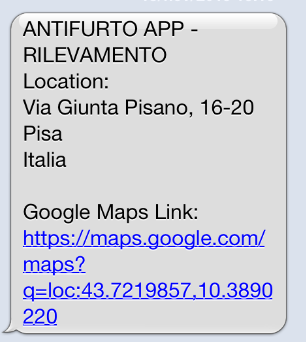 ANTIFURTO APP -
RILEVAMENTO
Location:
Via Giunta Pisano, 16-20
Pisa
Italia
Google Maps Link:
https://maps.google.com/
maps?
q=loc:43.7219857,10.3890
220